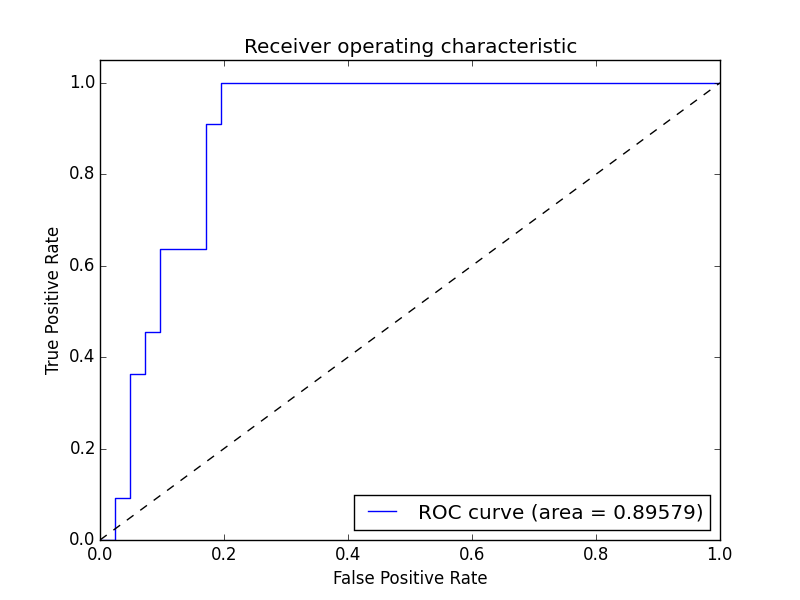 Receiver operating characteristic
1.0
0.8
0.6
0.4
0.2
0.0
True Positive Rate
ROC curve (area = 0.89579)
0.0 0.2 0.4 0.6 0.8 1.0
False Positive Rate